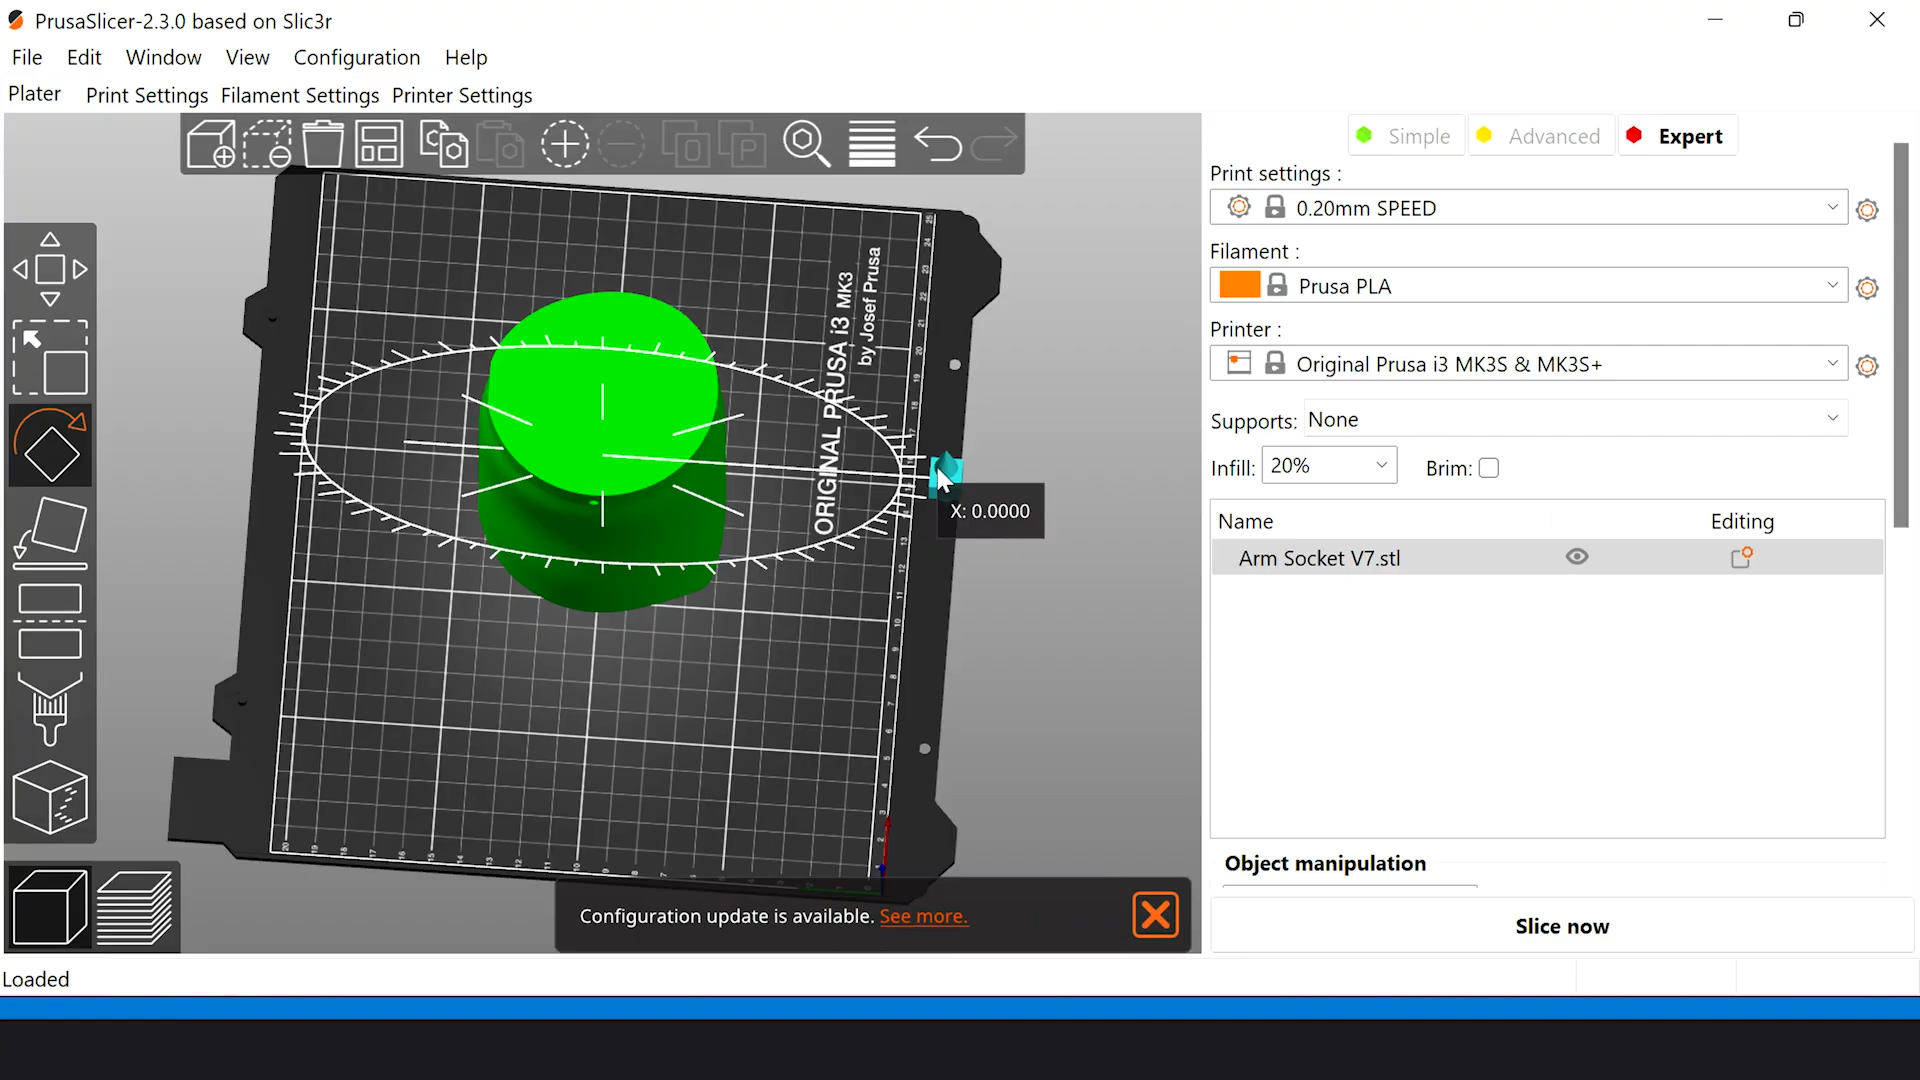 PrusaSlicer-2.3.0 based on Slic3r
File Edit Window View Configuration Help
Plater Print Settings Filament Settings Printer Settings
Simple Advanced Expert
Print settings :
0.20mm SPEED
Filament :
Prusa PLA
Printer :
Original Prusa i3 MK3S & MK3S+
Supports: None
Infill: 20% Brim:
Name Editing
Arm Socket V7.stl
Object manipulation
Slice now
ORIGINAL PRUSA i3 MK3
by Josef Prusa
X: 0.0000
Configuration update is available. See more.
Loaded